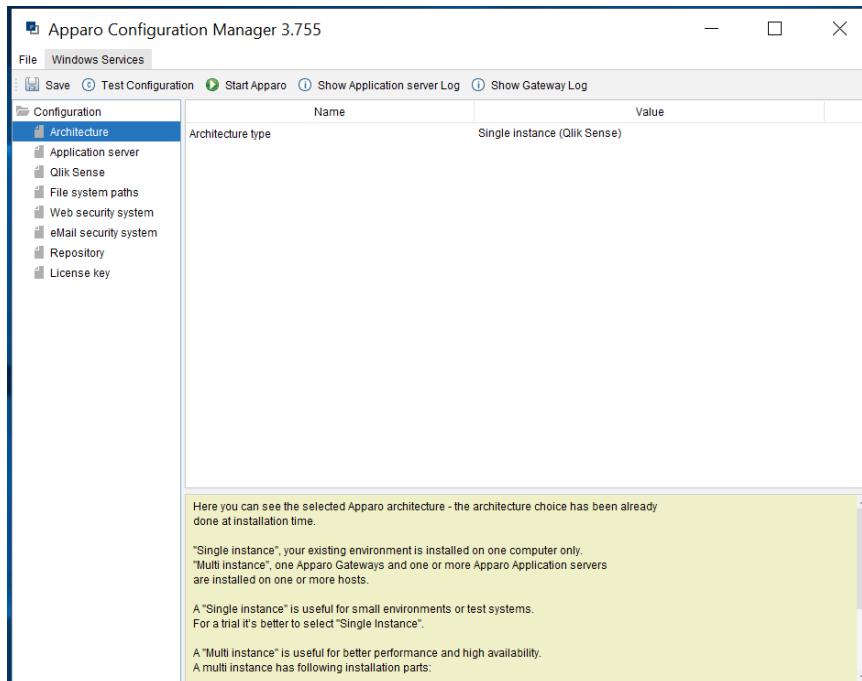 Apparo Configuration Manager 3.755
File Windows Services
Save Test Configuration Start Apparo Show Application server Log Show Gateway Log
Configuration
Architecture
Application server
Qlik Sense
File system paths
Web security system
eMail security system
Repository
License key
Name Value
Architecture type Single instance (Qlik Sense)
Here you can see the selected Apparo architecture - the architecture choice has been already
done at installation time.
"Single instance", your existing environment is installed on one computer only.
"Multi instance", one Apparo Gateways and one or more Apparo Application servers
are installed on one or more hosts.
A "Single instance" is useful for small environments or test systems.
For a trial it's better to select "Single Instance".
A "Multi instance" is useful for better performance and high availability.
A multi instance has following installation parts: